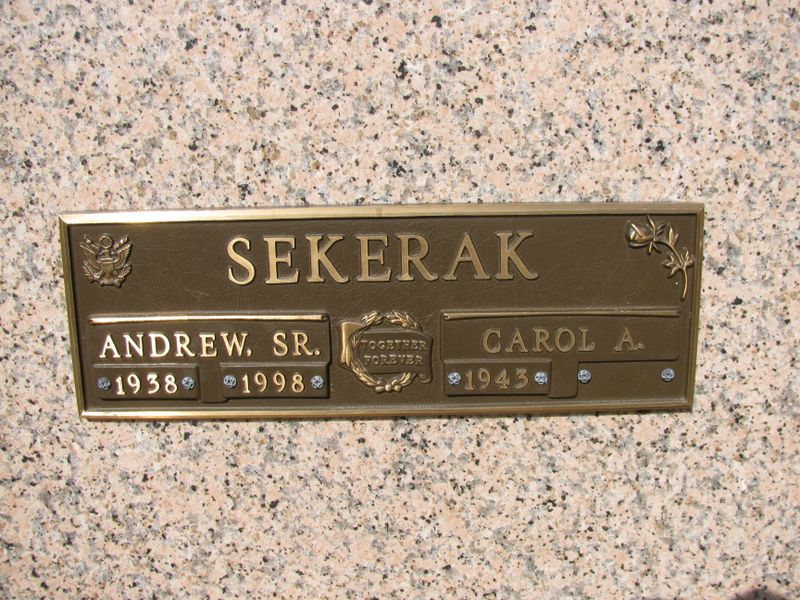 SEKERAK
ANDREW, SR.
1938 1998
TOGETHER
FOREVER
CAROL A.
1943